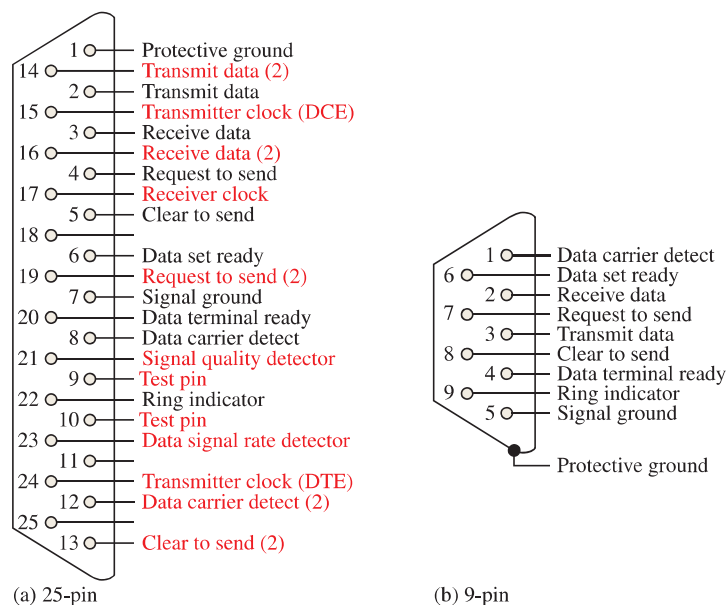 1 Protective ground
14 Transmit data (2)
2 Transmit data
15 Transmitter clock (DCE)
3 Receive data
16 Receive data (2)
4 Request to send
17 Receiver clock
5 Clear to send
18
6 Data set ready
19 Request to send (2)
7 Signal ground
20 Data terminal ready
8 Data carrier detect
21 Signal quality detector
9 Test pin
22 Ring indicator
10 Test pin
23 Data signal rate detector
11
24 Transmitter clock (DTE)
12 Data carrier detect (2)
25
13 Clear to send (2)
(a) 25-pin
1 Data carrier detect
6 Data set ready
2 Receive data
7 Request to send
3 Transmit data
8 Clear to send
4 Data terminal ready
9 Ring indicator
5 Signal ground
Protective ground
(b) 9-pin